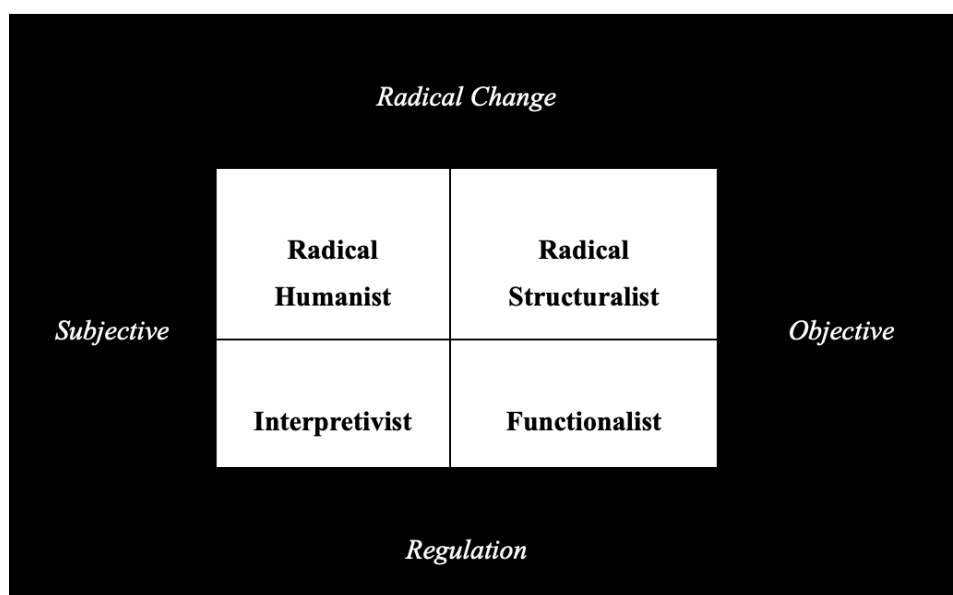 Radical Change
Radical
Humanist
Radical
Structuralist
Subjective
Objective
Interpretivist
Functionalist
Regulation